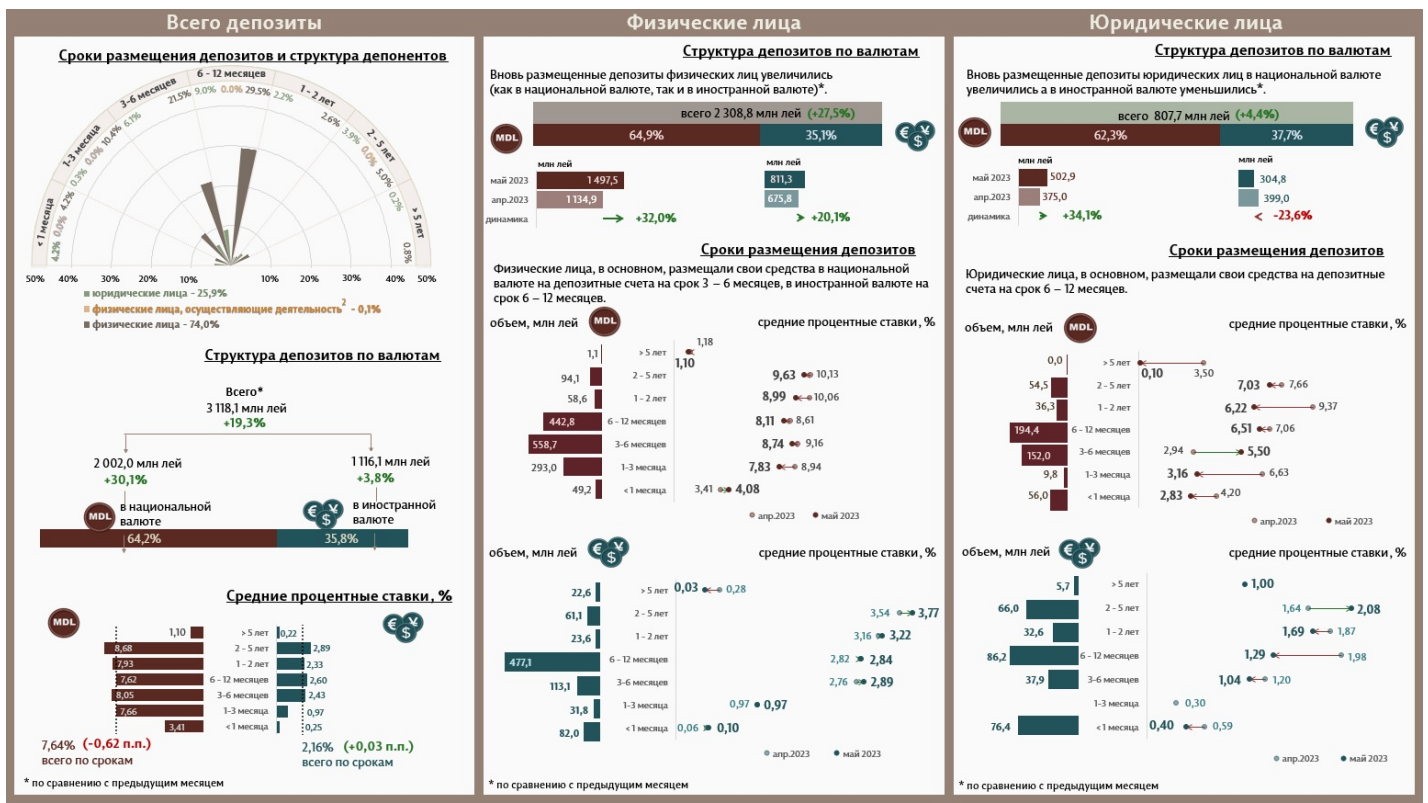 Всего депозиты
Сроки размещения депозитов и структура депонентов
< 1 месяца
1-3 месяца
3-6 месяцев
6 - 12 месяцев
1 - 2 лет
2 - 5 лет
> 5 лет
4.2%
0.0%
4.2%
0.3%
0.0%
10.4%
6.1%
21.5%
9.0%
0.0%
29.5%
2.2%
2.6%
3.9%
0.0%
5.0%
0.2%
0.8%
50% 40% 30% 20% 10% 10% 20% 30% 40% 50%
юридические лица - 25,9%
физические лица, осуществляющие деятельность2 - 0,1%
физические лица - 74,0%
Структура депозитов по валютам
Всего*
3 118,1 млн лей
+19,3%
2 002,0 млн лей 1 116,1 млн лей
+30,1% +3,8%
MDL в национальной валюте
€ ¥ $ в иностранной валюте
64,2% 35,8%
Средние процентные ставки, %
MDL € ¥ $
1,10 > 5 лет 0,22
8,68 2 - 5 лет 2,89
7,93 1 - 2 лет 2,33
7,62 6 - 12 месяцев 2,60
8,05 3-6 месяцев 2,43
7,66 1-3 месяца 0,97
3,41 < 1 месяца 0,25
7,64% (-0,62 п.п.) 2,16% (+0,03 п.п.)
всего по срокам всего по срокам
* по сравнению с предыдущим месяцем
Физические лица
Структура депозитов по валютам
Вновь размещенные депозиты физических лиц увеличились
(как в национальной валюте, так и в иностранной валюте)*.
всего 2 308,8 млн лей (+27,5%)
MDL 64,9% 35,1% € ¥ $
млн лей млн лей
май 2023 1 497,5 811,3
апр.2023 1 134,9 675,8
динамика +32,0% +20,1%
Сроки размещения депозитов
Физические лица, в основном, размещали свои средства в национальной
валюте на депозитные счета на срок 3 – 6 месяцев, в иностранной валюте на
срок 6 – 12 месяцев.
объем, млн лей MDL средние процентные ставки, %
1,1 > 5 лет 1,10 1,18
94,1 2 - 5 лет 9,63 10,13
58,6 1 - 2 лет 8,99 10,06
442,8 6 - 12 месяцев 8,11 8,61
558,7 3-6 месяцев 8,74 9,16
293,0 1-3 месяца 7,83 8,94
49,2 < 1 месяца 3,41 4,08
апр.2023 май 2023
объем, млн лей € ¥ $ средние процентные ставки, %
22,6 > 5 лет 0,03 0,28
61,1 2 - 5 лет 3,54 3,77
23,6 1 - 2 лет 3,16 3,22
477,1 6 - 12 месяцев 2,82 2,84
113,1 3-6 месяцев 2,76 2,89
31,8 1-3 месяца 0,97 0,97
82,0 < 1 месяца 0,06 0,10
апр.2023 май 2023
* по сравнению с предыдущим месяцем
Юридические лица
Структура депозитов по валютам
Вновь размещенные депозиты юридических лиц в национальной валюте
увеличились а в иностранной валюте уменьшились*.
всего 807,7 млн лей (+4,4%)
MDL 62,3% 37,7% € ¥ $
млн лей млн лей
май 2023 502,9 304,8
апр.2023 375,0 399,0
динамика +34,1% -23,6%
Сроки размещения депозитов
Юридические лица, в основном, размещали свои средства на депозитные
счета на срок 6 – 12 месяцев.
объем, млн лей MDL средние процентные ставки, %
0,0 > 5 лет 0,10 3,50
54,5 2 - 5 лет 7,03 7,66
36,3 1 - 2 лет 6,22 9,37
194,4 6 - 12 месяцев 6,51 7,06
152,0 3-6 месяцев 2,94 5,50
9,8 1-3 месяца 3,16 6,63
56,0 < 1 месяца 2,83 4,20
апр.2023 май 2023
объем, млн лей € ¥ $ средние процентные ставки, %
5,7 > 5 лет 1,00
66,0 2 - 5 лет 1,64 2,08
32,6 1 - 2 лет 1,69 1,87
86,2 6 - 12 месяцев 1,29 1,98
37,9 3-6 месяцев 1,04 1,20
1-3 месяца 0,30
76,4 < 1 месяца 0,40 0,59
апр.2023 май 2023
* по сравнению с предыдущим месяцем